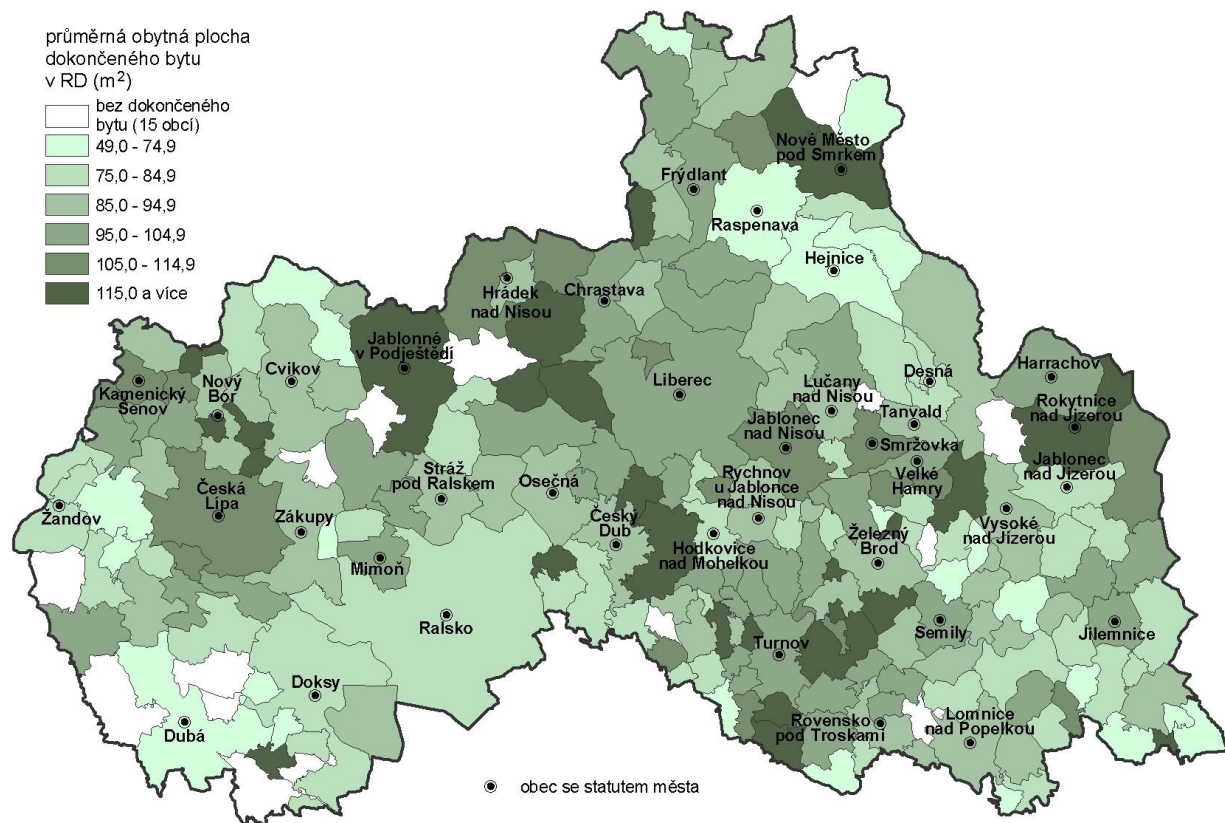 průměrná obytná plocha
dokončeného bytu
v RD (m²)
bez dokončeného
bytu (15 obcí)
49,0 - 74,9
75,0 - 84,9
85,0 - 94,9
95,0 - 104,9
105,0 - 114,9
115,0 a více
Nové Město
pod Smrkem
Frýdlant
Raspenava
Hejnice
Hrádek
nad Nisou
Chrastava
Jablonné
v Podještědí
Cvikov
Kamenický
Šenov
Nový
Bor
Liberec
Lučany
nad Nisou
Desná
Harrachov
Rokytnice
nad Jizerou
Tanvald
Jablonec
nad Nisou
Smržovka
Velké
Hamry
Jablonec
nad Jizerou
Stráž
pod Ralskem
Osečná
Rychnov
u Jablonce
nad Nisou
Česká
Lípa
Zákupy
Žandov
Český
Dub
Vysoké
nad Jizerou
Železný
Brod
Hodkovice
nad Mohelkou
Mimoň
Ralsko
Semily
Jilemnice
Turnov
Doksy
Dubá
Rovensko
pod Troskami
Lomnice
nad Popelkou
obec se statutem města